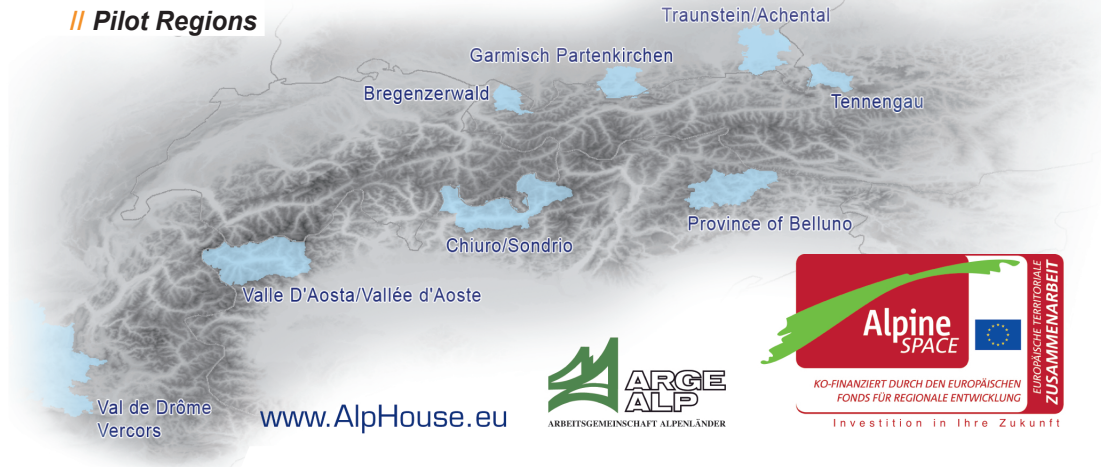 // Pilot Regions
Traunstein/Achental
Garmisch Partenkirchen
Bregenzerwald
Tennengau
Province of Belluno
Chiuro/Sondrio
Valle D'Aosta/Vallée d'Aoste
Val de Drôme
Vercors
www.AlpHouse.eu
ARGE
ALP
ARBEITSGEMEINSCHAFT ALPENLÄNDER
Alpine
SPACE
EUROPÄISCHE TERRITORIALE
ZUSAMMENARBEIT
KO-FINANZIERT DURCH DEN EUROPÄISCHEN
FONDS FÜR REGIONALE ENTWICKLUNG
Investition in Ihre Zukunft